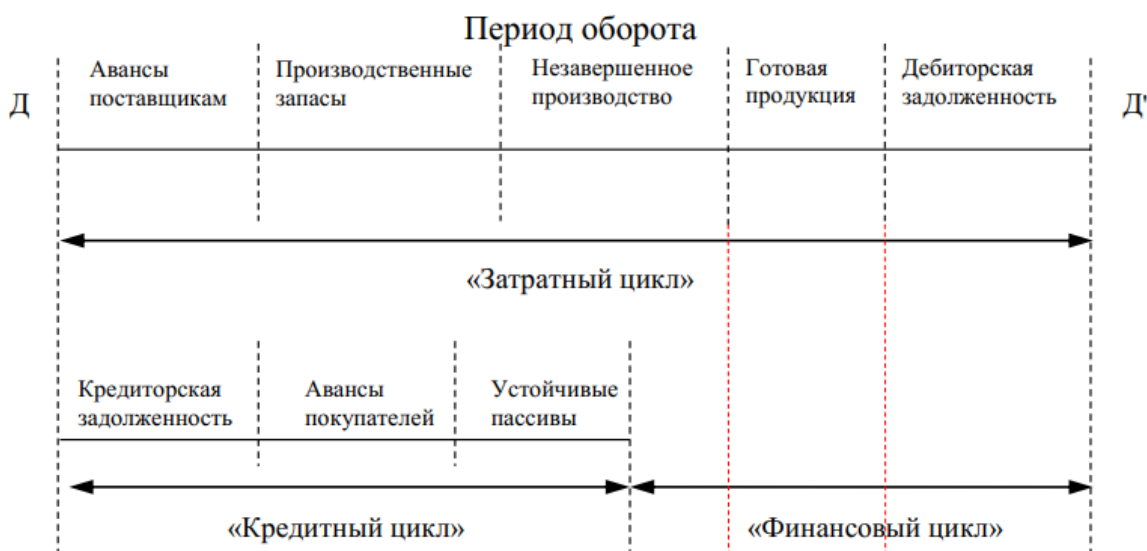 Период оборота
Авансы Производственные Незавершенное Готовая Дебиторская
поставщикам запасы производство продукция задолженность
Д Д'
«Затратный цикл»
Кредиторская Авансы Устойчивые
задолженность покупателей пассивы
«Кредитный цикл» «Финансовый цикл»